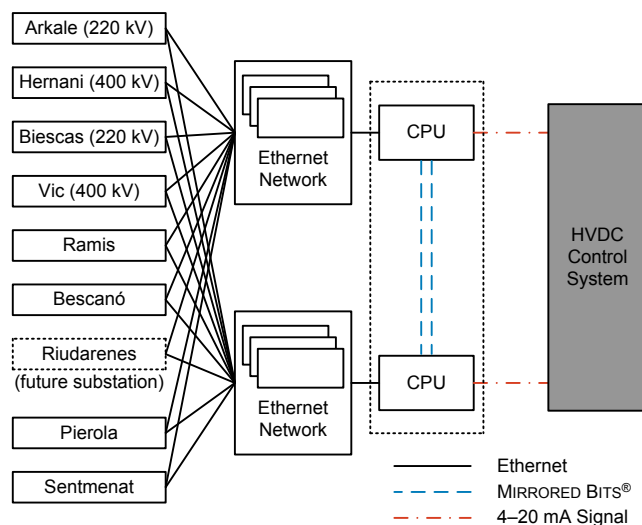 Arkale (220 kV)
Hernani (400 kV)
Biescas (220 kV)
Vic (400 kV)
Ramis
Bescanó
Riudarenes
(future substation)
Pierola
Sentmenat
Ethernet
Network
Ethernet
Network
CPU
CPU
HVDC
Control
System
Ethernet
MIRRORED BITS®
4–20 mA Signal